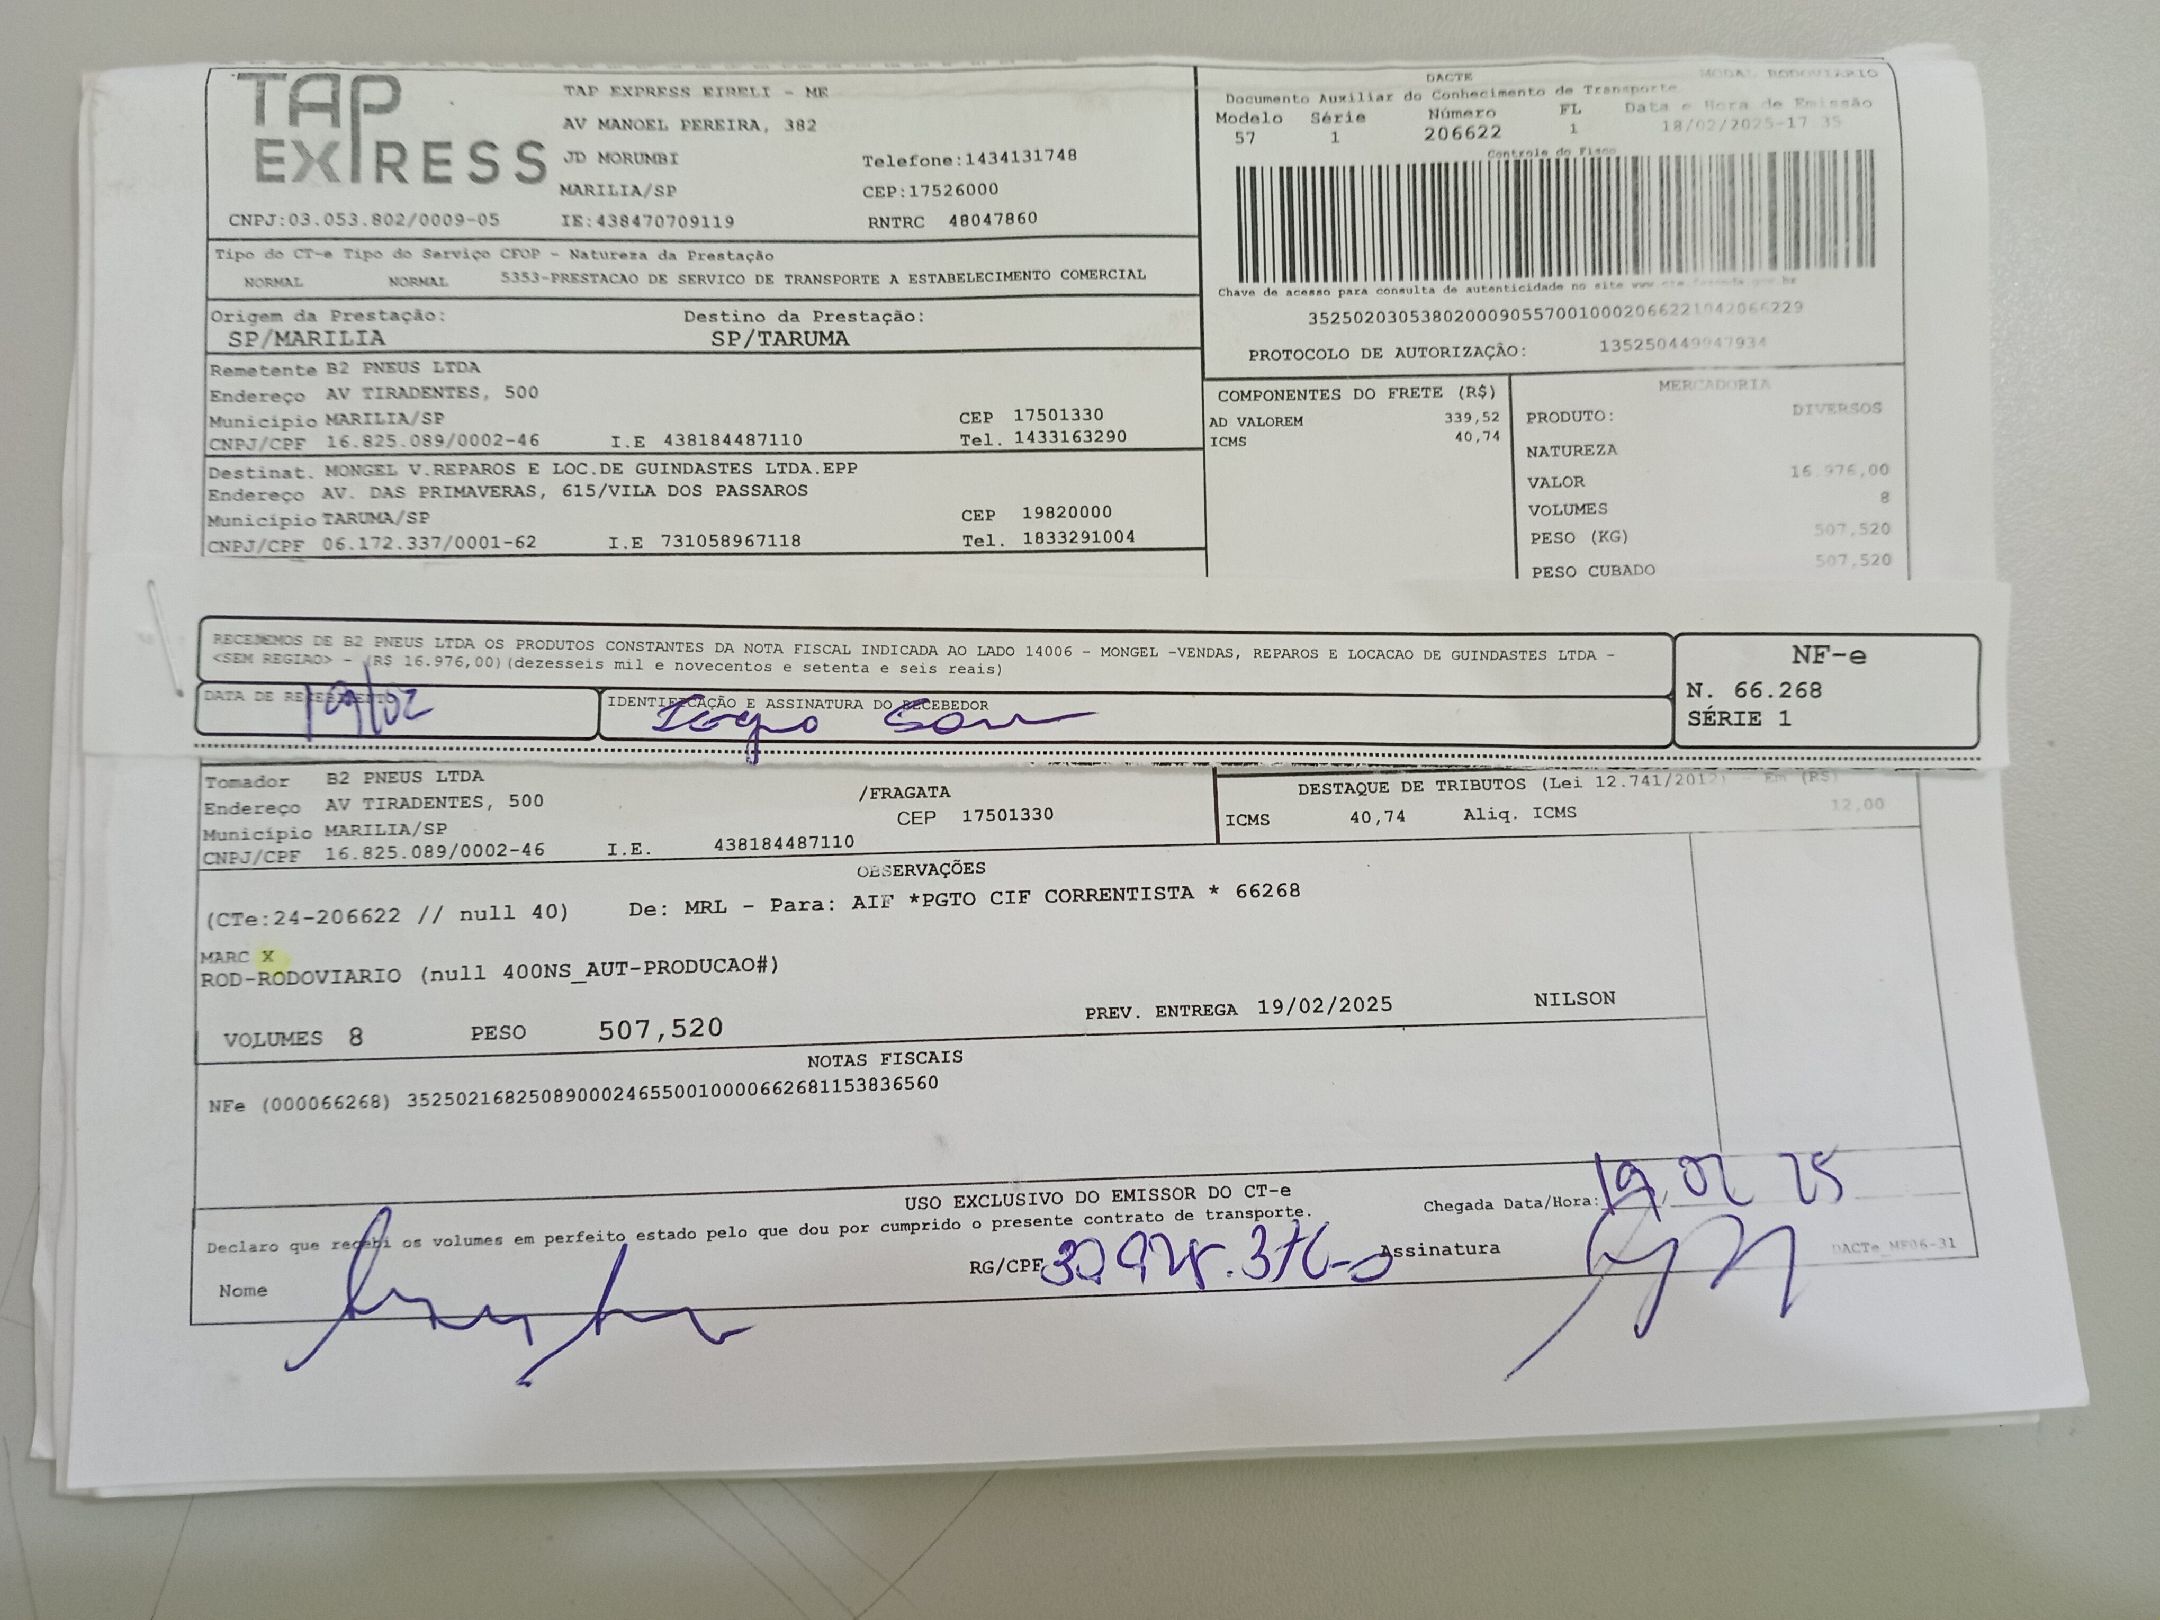 TAP EXPRESS
TAP EXPRESS EIRELI - ME
AV MANOEL PEREIRA, 382
JD MORUMBI Telefone:1434131748
MARILIA/SP CEP:17526000
CNPJ:03.053.802/0009-05 IE:438470709119 RNTRC 48047860
DACTE MODAL RODOVIARIO
Documento Auxiliar do Conhecimento de Transporte
Modelo Série Número FL Data e Hora de Emissão
57 1 206622 1 18/02/2025-17 35
Controle do Fisco
Chave de acesso para consulta de autenticidade no site www.cte.fazenda.gov.br
35250203053802000905570010002066221042066229
PROTOCOLO DE AUTORIZAÇÃO: 135250449947934
Tipo do CT-e Tipo do Serviço CFOP - Natureza da Prestação
NORMAL NORMAL 5353-PRESTACAO DE SERVICO DE TRANSPORTE A ESTABELECIMENTO COMERCIAL
Origem da Prestação: Destino da Prestação:
SP/MARILIA SP/TARUMA
Remetente B2 PNEUS LTDA
Endereço AV TIRADENTES, 500
Município MARILIA/SP CEP 17501330
CNPJ/CPF 16.825.089/0002-46 I.E 438184487110 Tel. 1433163290
Destinat. MONGEL V.REPAROS E LOC.DE GUINDASTES LTDA.EPP
Endereço AV. DAS PRIMAVERAS, 615/VILA DOS PASSAROS
Município TARUMA/SP CEP 19820000
CNPJ/CPF 06.172.337/0001-62 I.E 731058967118 Tel. 1833291004
COMPONENTES DO FRETE (R$)
AD VALOREM 339,52
ICMS 40,74
MERCADORIA
PRODUTO: DIVERSOS
NATUREZA
VALOR 16.976,00
VOLUMES 8
PESO (KG) 507,520
PESO CUBADO 507,520
RECEBEMOS DE B2 PNEUS LTDA OS PRODUTOS CONSTANTES DA NOTA FISCAL INDICADA AO LADO 14006 - MONGEL -VENDAS, REPAROS E LOCACAO DE GUINDASTES LTDA -
<SEM REGIAO> - (R$ 16.976,00)(dezesseis mil e novecentos e setenta e seis reais)
DATA DE RECEBIMENTO IDENTIFICAÇÃO E ASSINATURA DO RECEBEDOR
19/02
NF-e
N. 66.268
SÉRIE 1
Tomador B2 PNEUS LTDA
Endereço AV TIRADENTES, 500 /FRAGATA
Município MARILIA/SP CEP 17501330
CNPJ/CPF 16.825.089/0002-46 I.E. 438184487110
DESTAQUE DE TRIBUTOS (Lei 12.741/2012) - Em (R$)
ICMS 40,74 Aliq. ICMS 12,00
OBSERVAÇÕES
(CTe:24-206622 // null 40) De: MRL - Para: AIF *PGTO CIF CORRENTISTA * 66268
MARC X
ROD-RODOVIARIO (null 400NS_AUT-PRODUCAO#)
VOLUMES 8 PESO 507,520 PREV. ENTREGA 19/02/2025 NILSON
NOTAS FISCAIS
NFe (000066268) 35250216825089000246550010000662681153836560
USO EXCLUSIVO DO EMISSOR DO CT-e
Declaro que recebi os volumes em perfeito estado pelo que dou por cumprido o presente contrato de transporte.
Chegada Data/Hora: 19 02 25
Nome RG/CPF Assinatura
DACTe_MF06-31